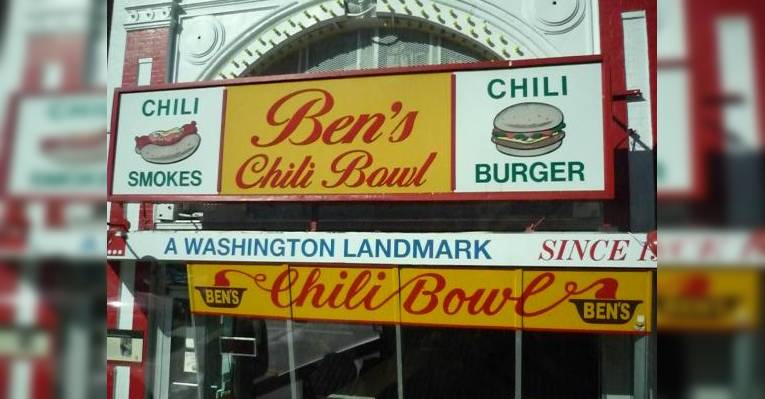 CHILI
SMOKES
Ben's
Chili Bowl
CHILI
BURGER
A WASHINGTON LANDMARK
SINCE
BEN'S
Chili Bowl
BEN'S